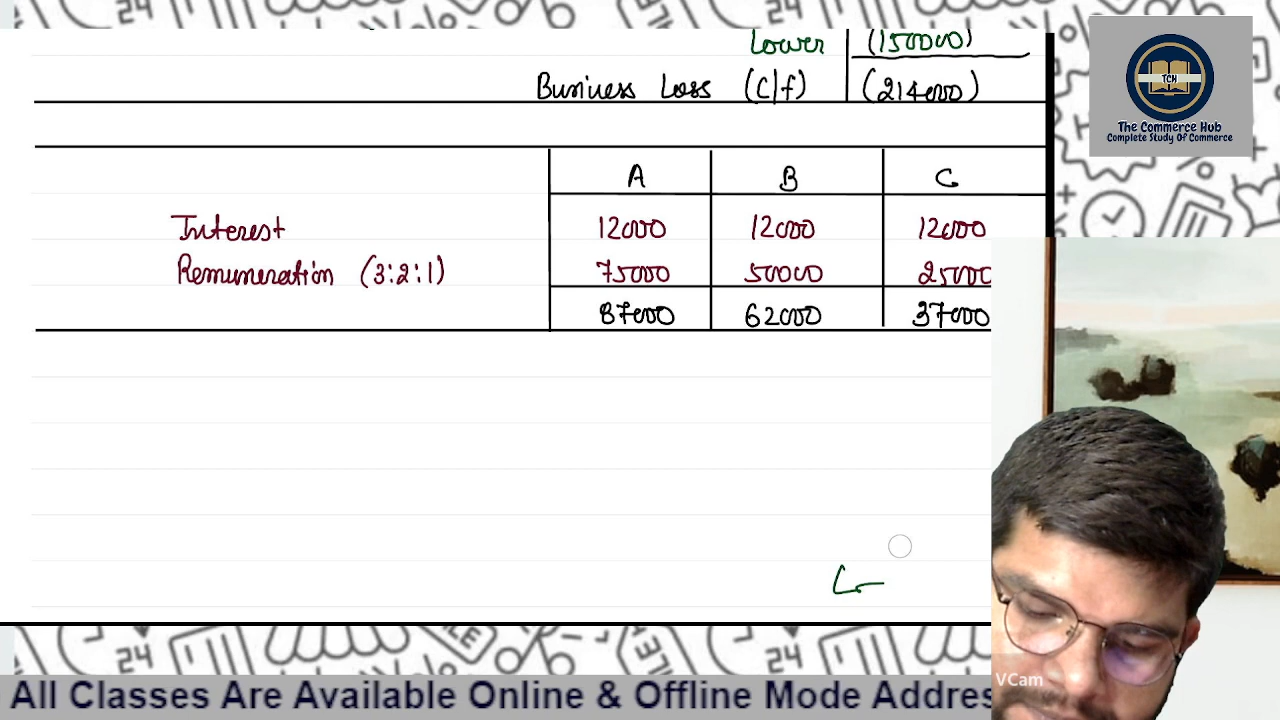 Lower (150000)
Business Loss (C/f) (214000)
A B C
Interest 12000 12000 12000
Remuneration (3:2:1) 75000 50000 25000
87000 62000 37000
TCH
The Commerce Hub
Complete Study Of Commerce
VCam
All Classes Are Available Online & Offline Mode Addres